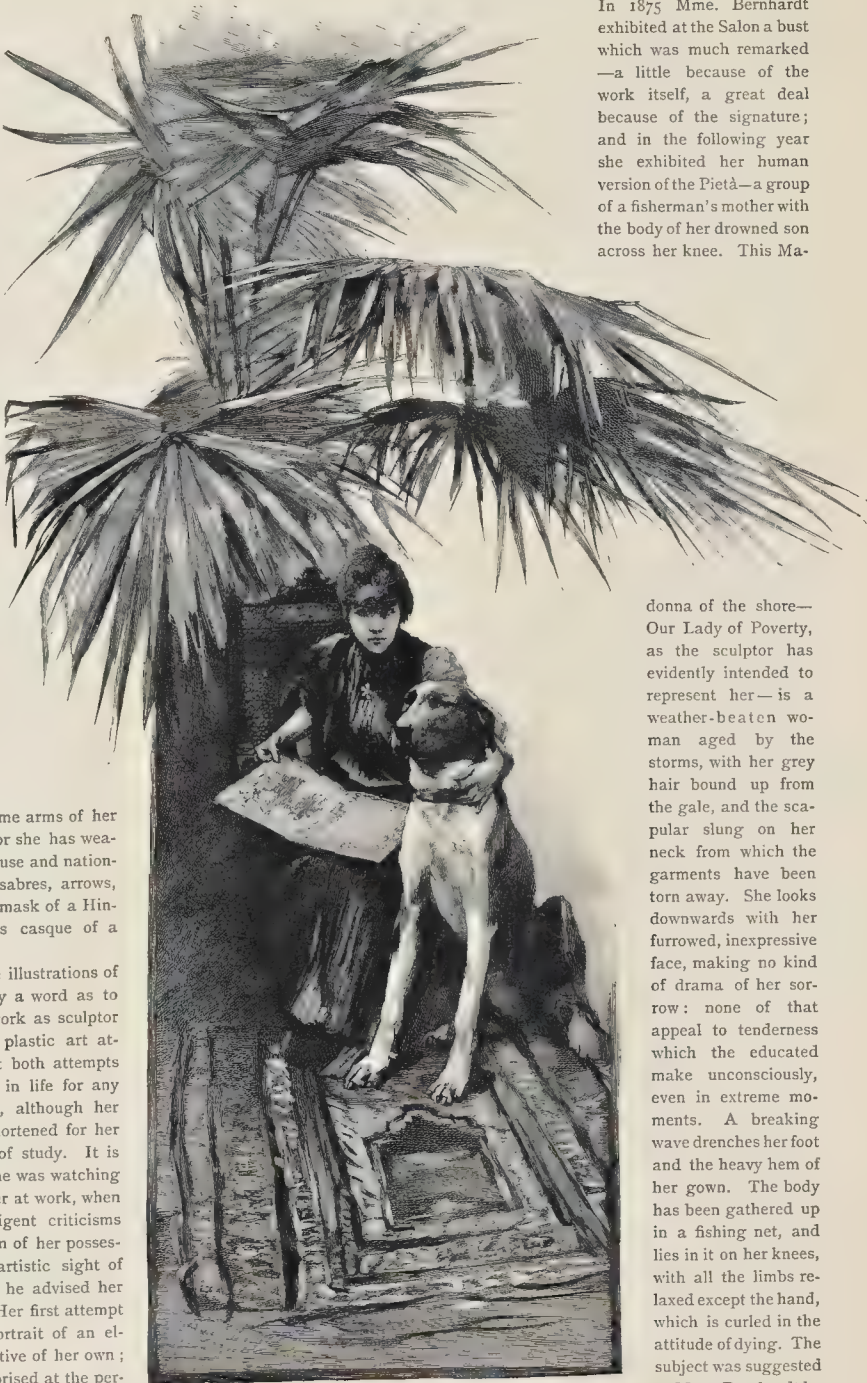 me arms of her
or she has wea-
use and nation-
sabres, arrows,
mask of a Hin-
s casque of a
illustrations of
y a word as to
ork as sculptor
plastic art at-
both attempts
in life for any
, although her
ortened for her
of study. It is
ne was watching
r at work, when
igent criticisms
n of her posses-
artistic sight of
he advised her
Her first attempt
ortrait of an el-
tive of her own ;
rised at the per-
In 1875 Mme. Bernhardt
exhibited at the Salon a bust
which was much remarked
—a little because of the
work itself, a great deal
because of the signature ;
and in the following year
she exhibited her human
version of the Pietà—a group
of a fisherman's mother with
the body of her drowned son
across her knee. This Ma-
donna of the shore—
Our Lady of Poverty,
as the sculptor has
evidently intended to
represent her—is a
weather-beaten wo-
man aged by the
storms, with her grey
hair bound up from
the gale, and the sca-
pular slung on her
neck from which the
garments have been
torn away. She looks
downwards with her
furrowed, inexpressive
face, making no kind
of drama of her sor-
row : none of that
appeal to tenderness
which the educated
make unconsciously,
even in extreme mo-
ments. A breaking
wave drenches her foot
and the heavy hem of
her gown. The body
has been gathered up
in a fishing net, and
lies in it on her knees,
with all the limbs re-
laxed except the hand,
which is curled in the
attitude of dying. The
subject was suggested